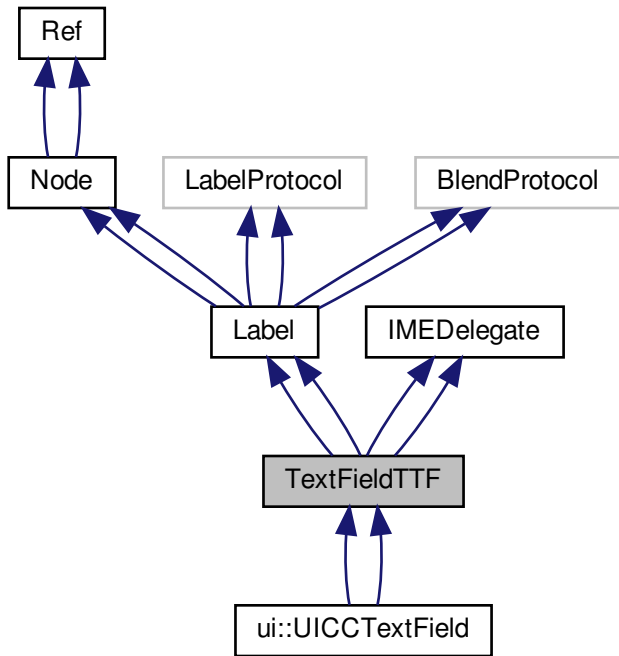 Ref
Node
LabelProtocol
BlendProtocol
Label
IMEDelegate
TextFieldTTF
ui::UICCTextField